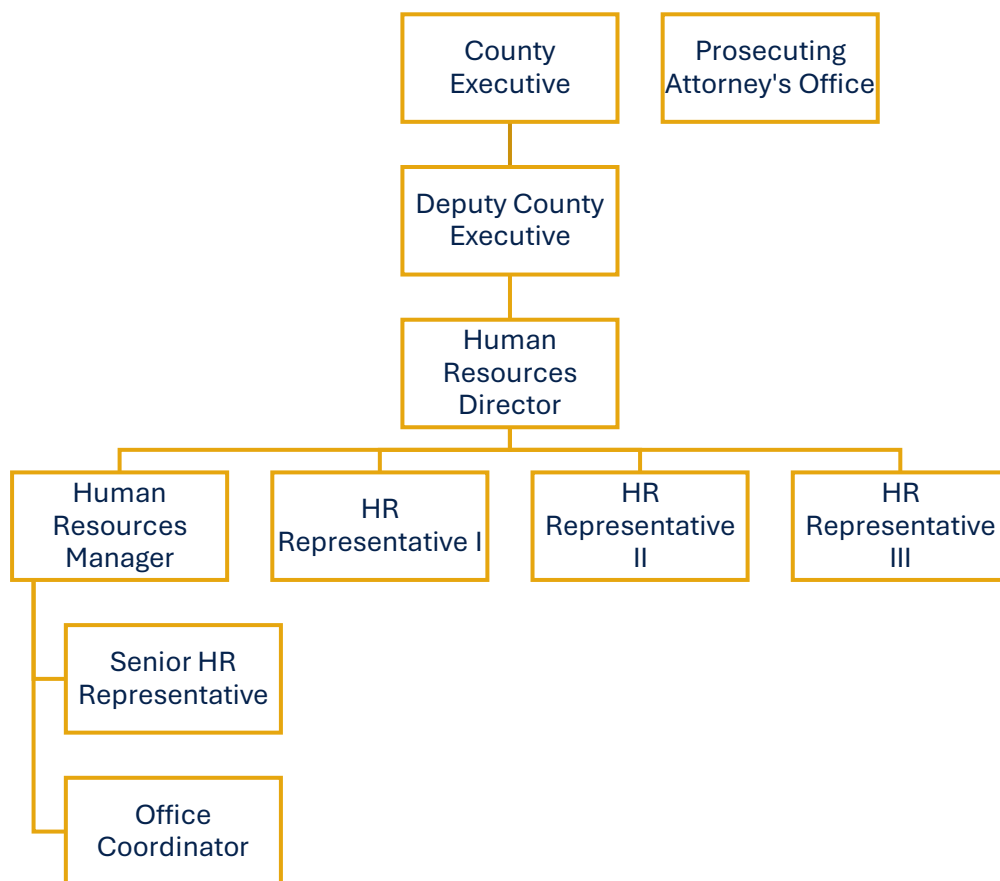 County
Executive
Prosecuting
Attorney's Office
Deputy County
Executive
Human
Resources
Director
Human
Resources
Manager
HR
Representative I
HR
Representative
II
HR
Representative
III
Senior HR
Representative
Office
Coordinator